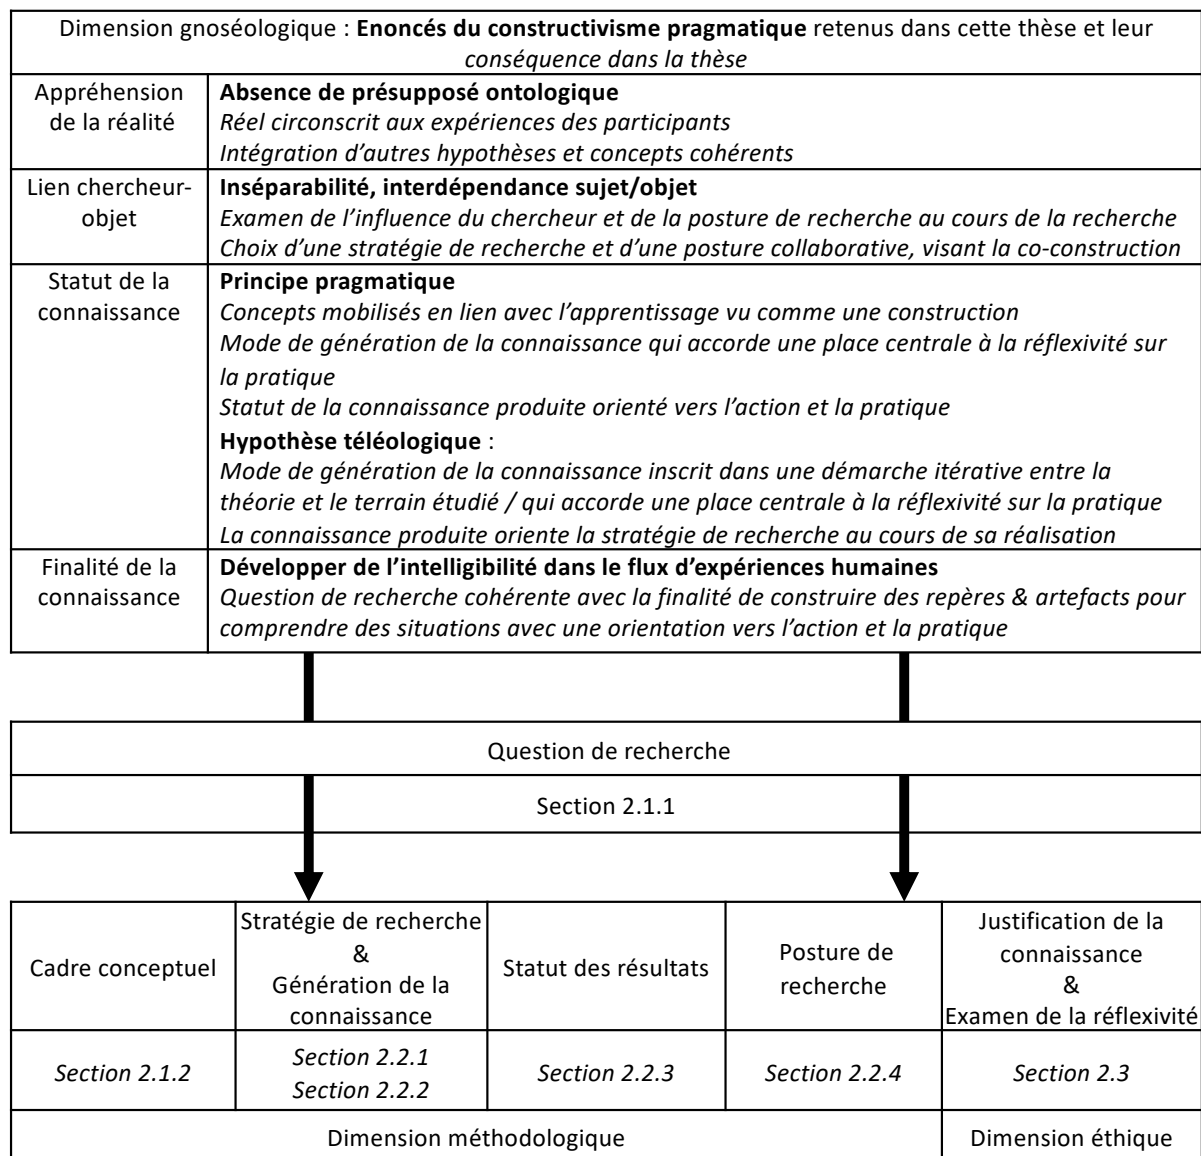 Dimension gnoséologique : Enoncés du constructivisme pragmatique retenus dans cette thèse et leur
conséquence dans la thèse
Appréhension
de la réalité
Absence de présupposé ontologique
Réel circonscrit aux expériences des participants
Intégration d'autres hypothèses et concepts cohérents
Lien chercheur-
objet
Inséparabilité, interdépendance sujet/objet
Examen de l'influence du chercheur et de la posture de recherche au cours de la recherche
Choix d'une stratégie de recherche et d'une posture collaborative, visant la co-construction
Statut de la
connaissance
Principe pragmatique
Concepts mobilisés en lien avec l'apprentissage vu comme une construction
Mode de génération de la connaissance qui accorde une place centrale à la réflexivité sur
la pratique
Statut de la connaissance produite orienté vers l'action et la pratique
Hypothèse téléologique :
Mode de génération de la connaissance inscrit dans une démarche itérative entre la
théorie et le terrain étudié / qui accorde une place centrale à la réflexivité sur la pratique
La connaissance produite oriente la stratégie de recherche au cours de sa réalisation
Finalité de la
connaissance
Développer de l'intelligibilité dans le flux d'expériences humaines
Question de recherche cohérente avec la finalité de construire des repères & artefacts pour
comprendre des situations avec une orientation vers l'action et la pratique
Question de recherche
Section 2.1.1
Cadre conceptuel
Stratégie de recherche
&
Génération de la
connaissance
Statut des résultats
Posture de
recherche
Justification de la
connaissance
&
Examen de la réflexivité
Section 2.1.2
Section 2.2.1
Section 2.2.2
Section 2.2.3
Section 2.2.4
Section 2.3
Dimension méthodologique
Dimension éthique